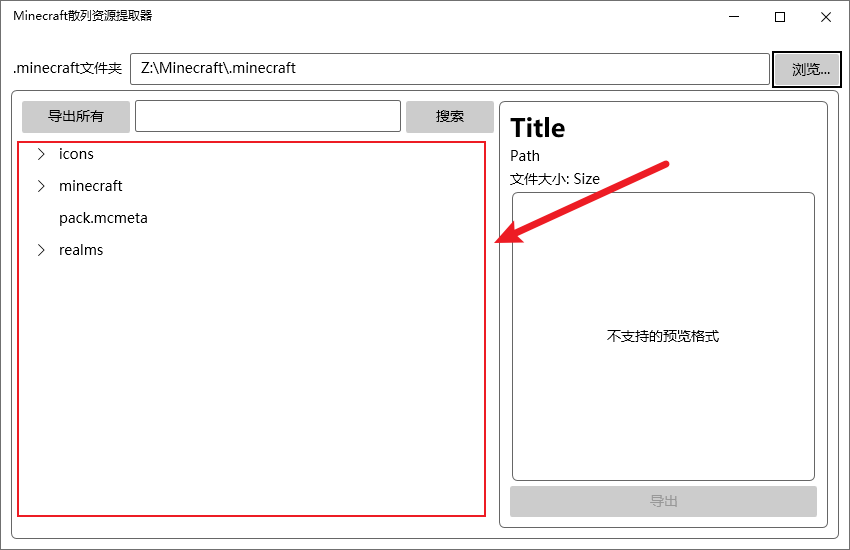 Minecraft散列资源提取器
.minecraft文件夹 Z:\Minecraft\.minecraft 浏览...
导出所有 搜索
icons
minecraft
pack.mcmeta
realms
Title
Path
文件大小: Size
不支持的预览格式
导出